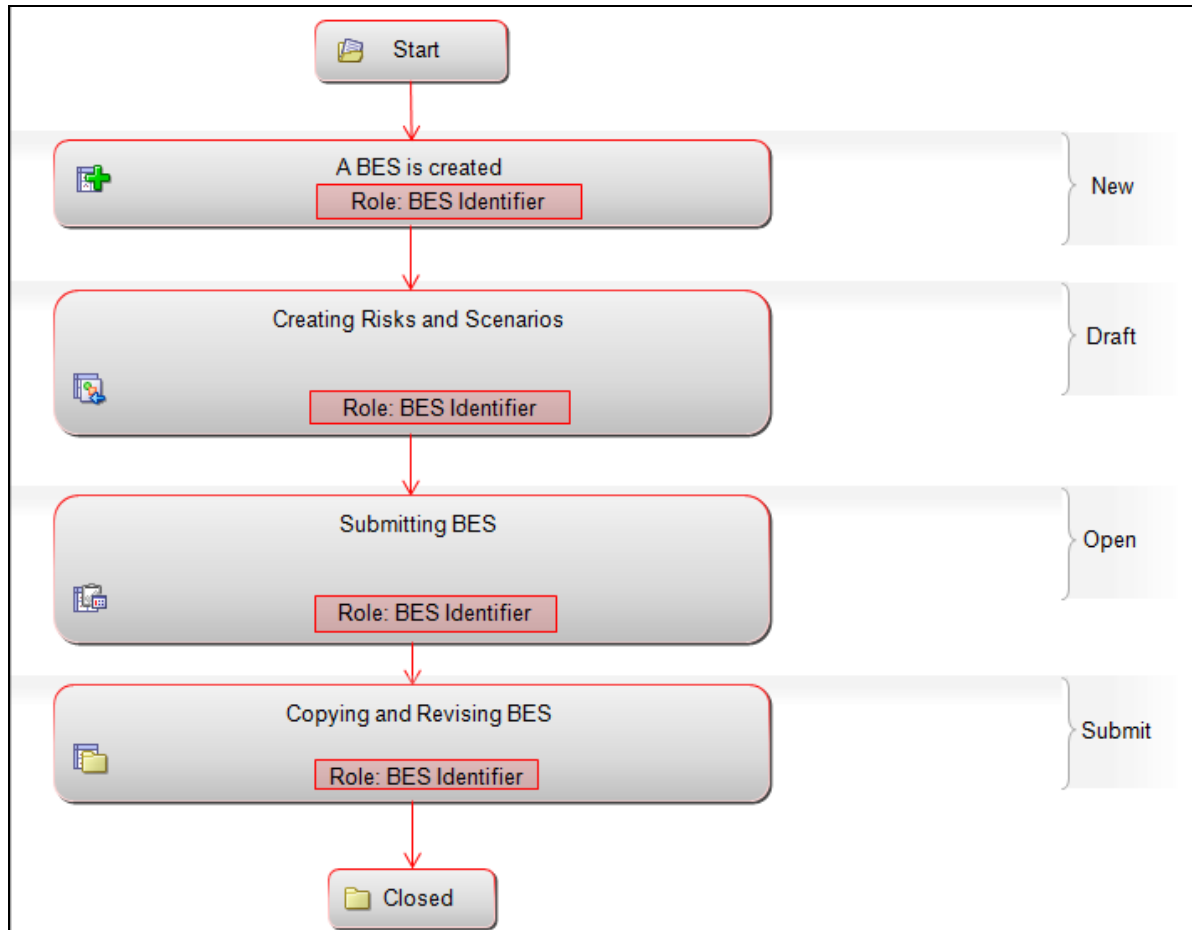 Start
A BES is created
Role: BES Identifier
New
Creating Risks and Scenarios
Draft
Role: BES Identifier
Submitting BES
Open
Role: BES Identifier
Copying and Revising BES
Submit
Role: BES Identifier
Closed